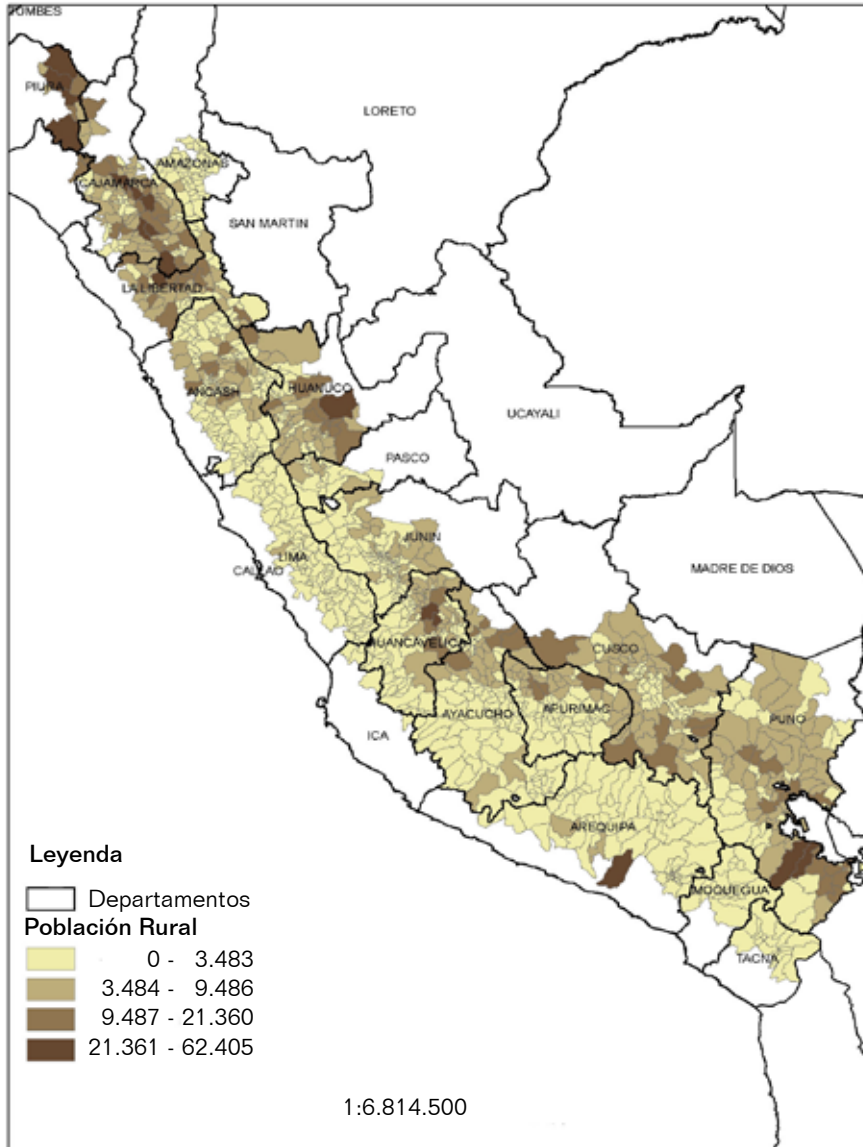 TUMBES
PIURA
LORETO
AMAZONAS
CAJAMARCA
SAN MARTIN
LA LIBERTAD
ANCASH
HUANUCO
UCAYALI
PASCO
JUNIN
LIMA
CALLAO
MADRE DE DIOS
HUANCAVELICA
CUSCO
AYACUCHO
APURIMAC
PUNO
ICA
AREQUIPA
MOQUEGUA
TACNA
Leyenda
Departamentos
Población Rural
0 - 3.483
3.484 - 9.486
9.487 - 21.360
21.361 - 62.405
1:6.814.500